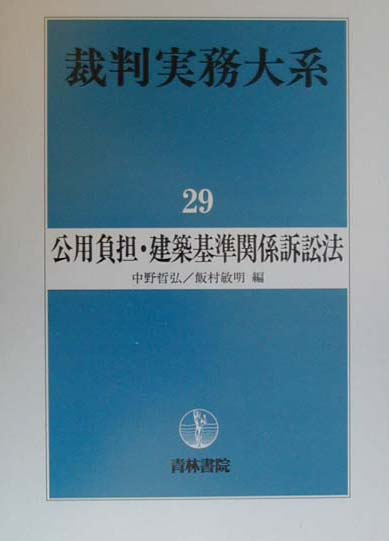 裁判実務大系
29
公用負担・建築基準関係訴訟法
中野哲弘／飯村敏明 編
青林書院